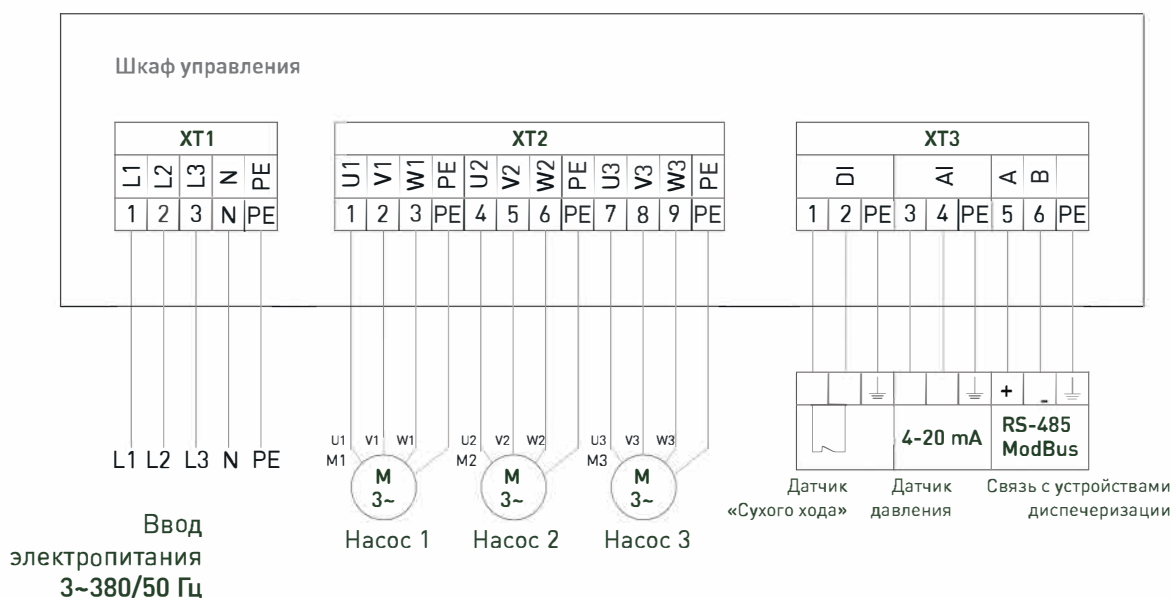 Шкаф управления
XT1
XT2
XT3
L1 L2 L3 N PE
U1 V1 W1 PE U2 V2 W2 PE U3 V3 W3 PE
DI AI A B
1 2 3 N PE
1 2 3 PE 4 5 6 PE 7 8 9 PE
1 2 PE 3 4 PE 5 6 PE
+ -
4-20 mA
RS-485
ModBus
U1 V1 W1
M1
U2 V2 W2
M2
U3 V3 W3
M3
M
3~
M
3~
M
3~
L1 L2 L3 N PE
Насос 1
Насос 2
Насос 3
Датчик
«Сухого хода»
Датчик
давления
Связь с устройствами
диспечеризации
Ввод
электропитания
3~380/50 Гц